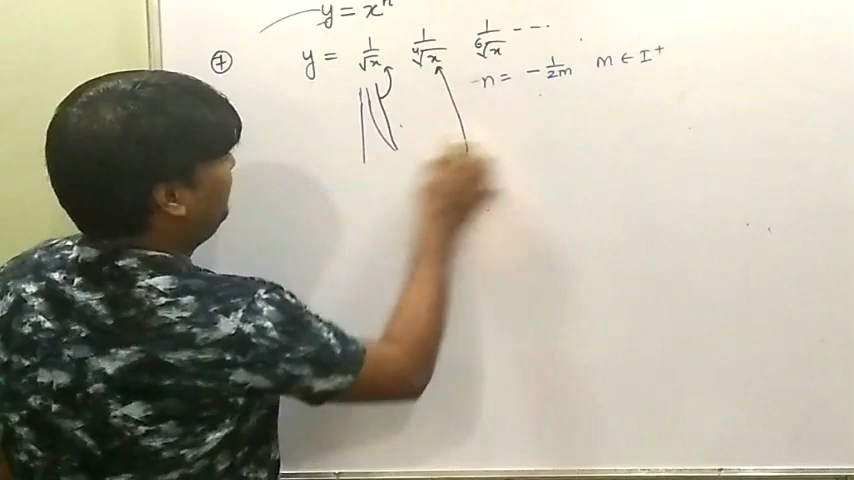 y = xⁿ
⑦ y = 1/√x 1/⁴√x 1/⁶√x ---
n = -1/2m m ∈ I⁺